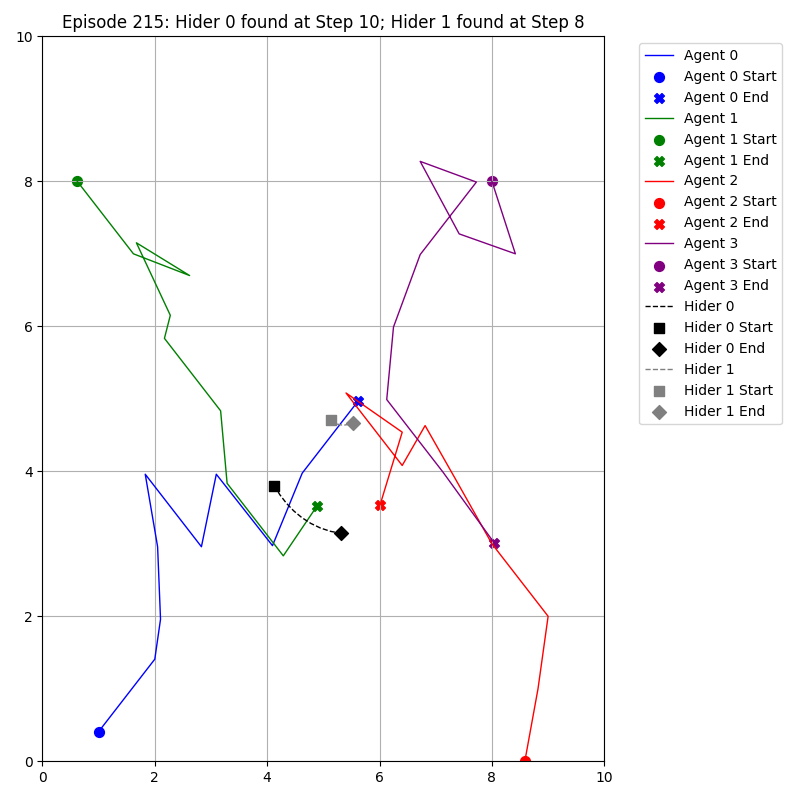 Episode 215: Hider 0 found at Step 10; Hider 1 found at Step 8
10
8
6
4
2
0
0
2
4
6
8
10
Agent 0
Agent 0 Start
Agent 0 End
Agent 1
Agent 1 Start
Agent 1 End
Agent 2
Agent 2 Start
Agent 2 End
Agent 3
Agent 3 Start
Agent 3 End
Hider 0
Hider 0 Start
Hider 0 End
Hider 1
Hider 1 Start
Hider 1 End